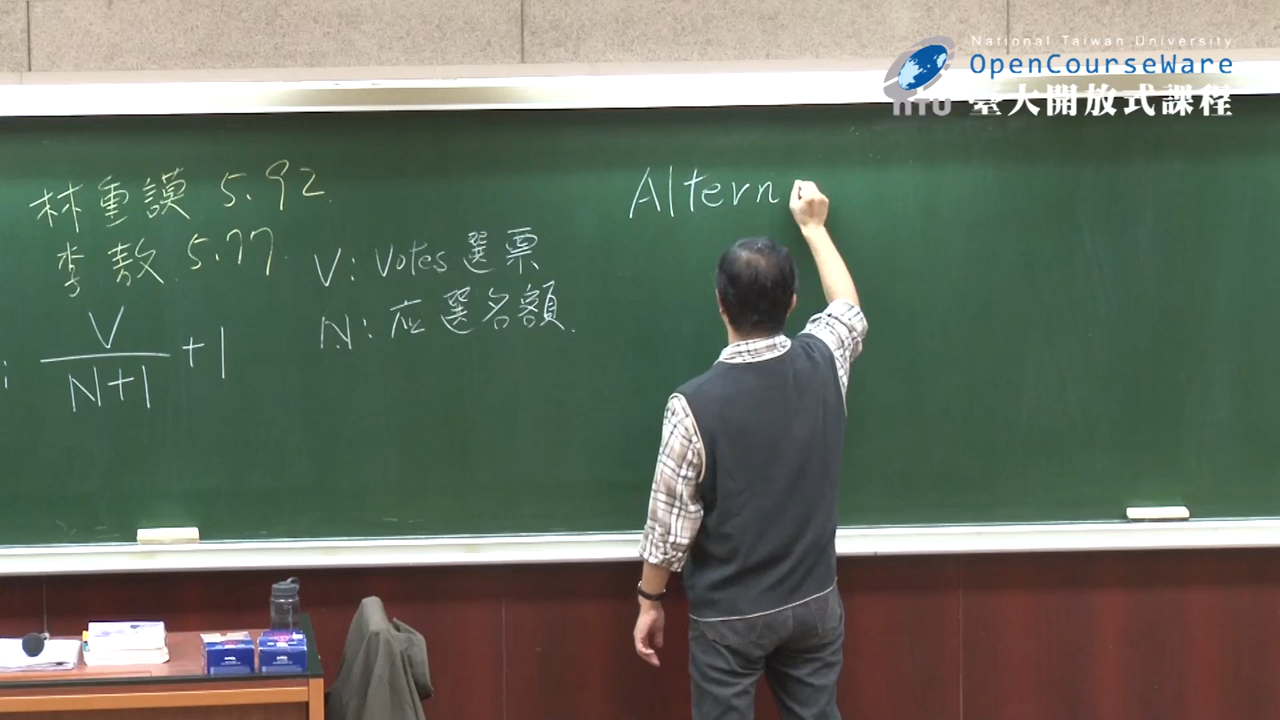 National Taiwan University
OpenCourseWare
NTU 臺大開放式課程
林重謨 5.92
李敖 5.77
V: Votes 選票
N: 应選名額.
: V/N+1 +1
Altern